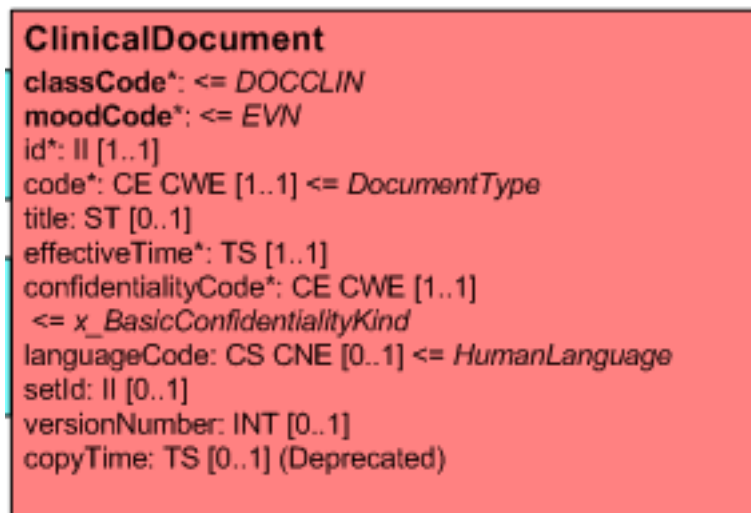 ClinicalDocument
classCode*: <= DOCCLIN
moodCode*: <= EVN
id*: II [1..1]
code*: CE CWE [1..1] <= DocumentType
title: ST [0..1]
effectiveTime*: TS [1..1]
confidentialityCode*: CE CWE [1..1]
<= x_BasicConfidentialityKind
languageCode: CS CNE [0..1] <= HumanLanguage
setId: II [0..1]
versionNumber: INT [0..1]
copyTime: TS [0..1] (Deprecated)